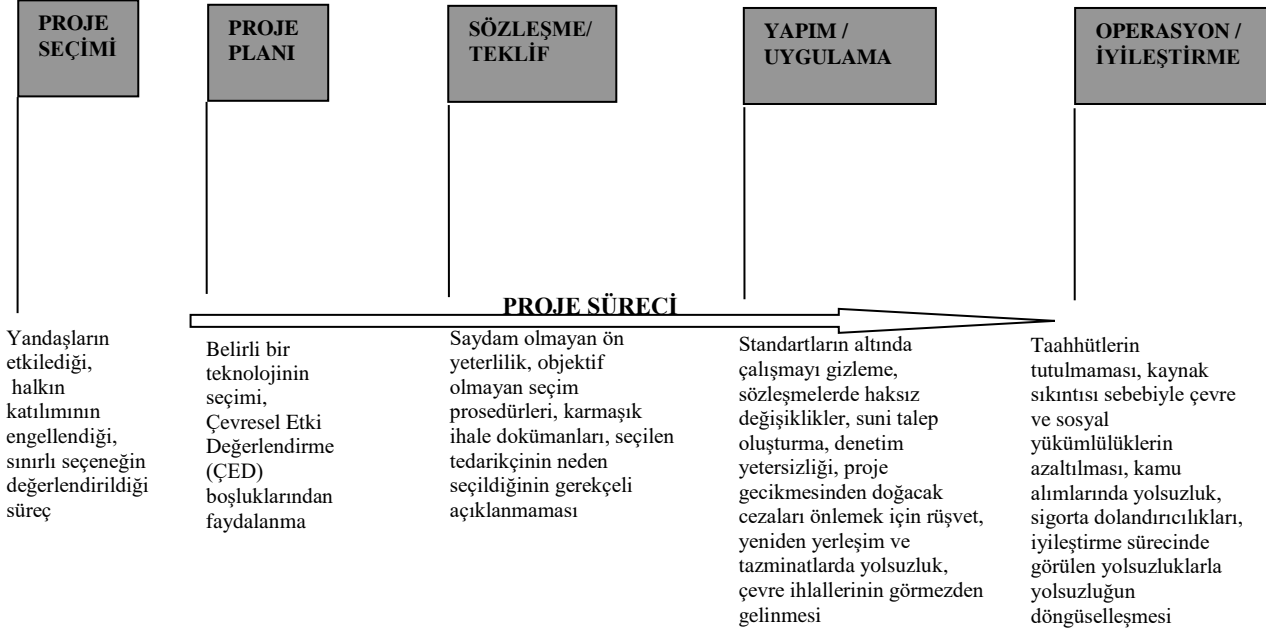 PROJE
SEÇİMİ
PROJE
PLANI
SÖZLEŞME/
TEKLİF
YAPIM /
UYGULAMA
OPERASYON /
İYİLEŞTİRME
PROJE SÜRECİ
Yandaşların
etkilediği,
halkın
katılımının
engellendiği,
sınırlı seçeneğin
değerlendirildiği
süreç
Belirli bir
teknolojinin
seçimi,
Çevresel Etki
Değerlendirme
(ÇED)
boşluklarından
faydalanma
Saydam olmayan ön
yeterlilik, objektif
olmayan seçim
prosedürleri, karmaşık
ihale dokümanları, seçilen
tedarikçinin neden
seçildiğinin gerekçeli
açıklanmaması
Standartların altında
çalışmayı gizleme,
sözleşmelerde haksız
değişiklikler, suni talep
oluşturma, denetim
yetersizliği, proje
gecikmesinden doğacak
cezaları önlemek için rüşvet,
yeniden yerleşim ve
tazminatlarda yolsuzluk,
çevre ihlallerinin görmezden
gelinmesi
Taahhütlerin
tutulmaması, kaynak
sıkıntısı sebebiyle çevre
ve sosyal
yükümlülüklerin
azaltılması, kamu
alımlarında yolsuzluk,
sigorta dolandırıcılıkları,
iyileştirme sürecinde
görülen yolsuzluklarla
yolsuzluğun
döngüselleşmesi